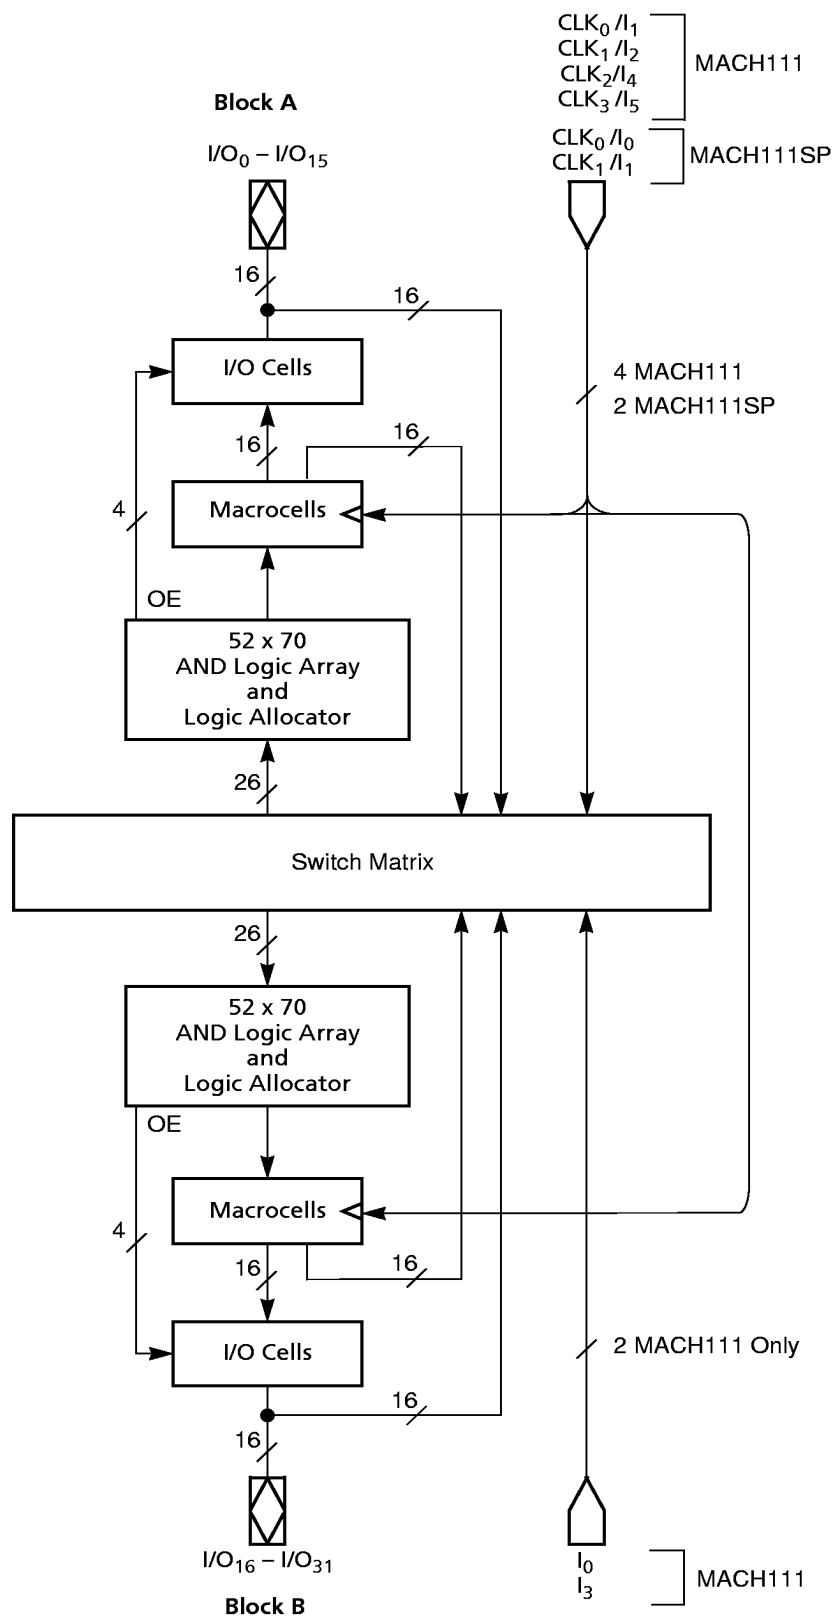 CLK₀/I₁
CLK₁/I₂
CLK₂/I₄
CLK₃/I₅
MACH111
Block A
CLK₀/I₀
CLK₁/I₁
MACH111SP
I/O₀ – I/O₁₅
16
16
I/O Cells
4 MACH111
2 MACH111SP
16
16
4
Macrocells
OE
52 x 70
AND Logic Array
and
Logic Allocator
26
Switch Matrix
26
52 x 70
AND Logic Array
and
Logic Allocator
OE
Macrocells
4
16
16
I/O Cells
2 MACH111 Only
16
16
I/O₁₆ – I/O₃₁
I₀
I₃
MACH111
Block B